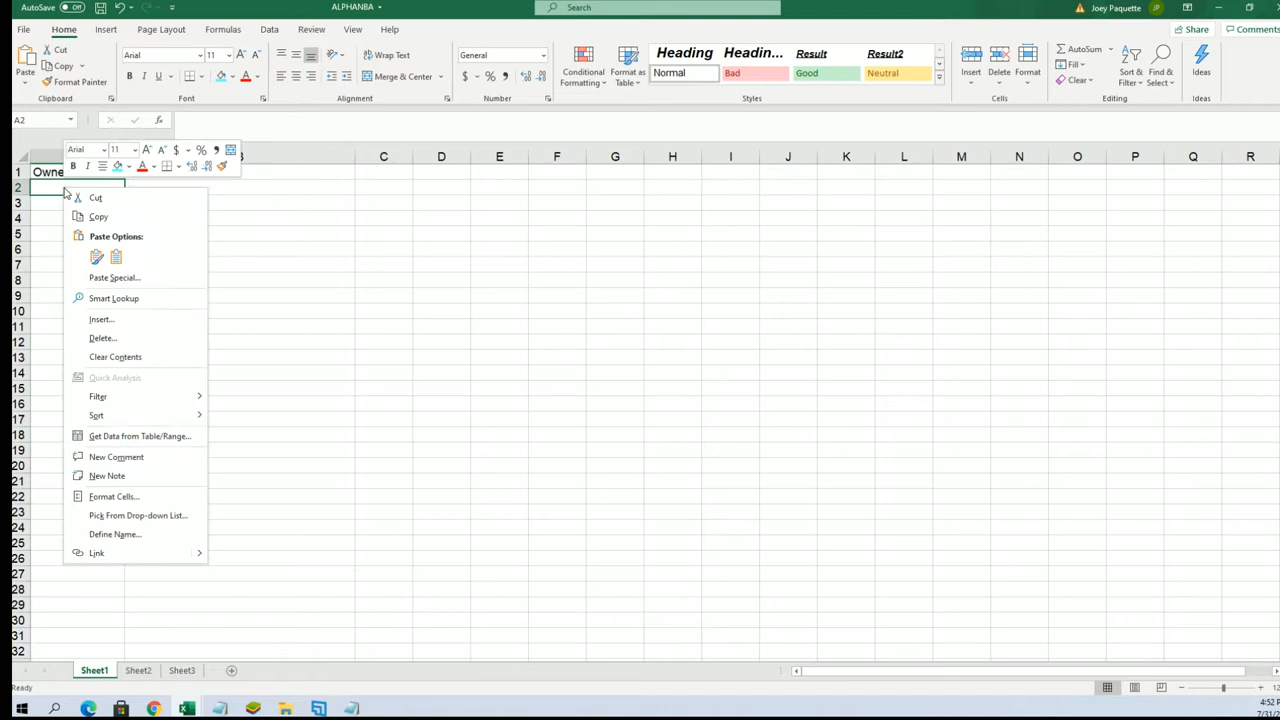 AutoSave Off ALPHANBA Search Joey Paquette JP
File Home Insert Page Layout Formulas Data Review View Help Share Comments
Paste Cut Copy Format Painter Clipboard
Arial 11 B I U Font
Wrap Text Merge & Center Alignment
General $ % Number
Conditional Formatting Format as Table
Heading Headin... Result Result2
Normal Bad Good Neutral Styles
Insert Delete Format Cells
AutoSum Fill Clear Sort & Filter Find & Select Editing
Ideas Ideas
A2 fx
Arial 11 $ %
B I
C D E F G H I J K L M N O P Q R
1 Owne
2
3
4
5
6
7
8
9
10
11
12
13
14
15
16
17
18
19
20
21
22
23
24
25
26
27
28
29
30
31
32
Cut
Copy
Paste Options:
Paste Special...
Smart Lookup
Insert...
Delete...
Clear Contents
Quick Analysis
Filter
Sort
Get Data from Table/Range...
New Comment
New Note
Format Cells...
Pick From Drop-down List...
Define Name...
Link
Sheet1 Sheet2 Sheet3
Ready
4:52